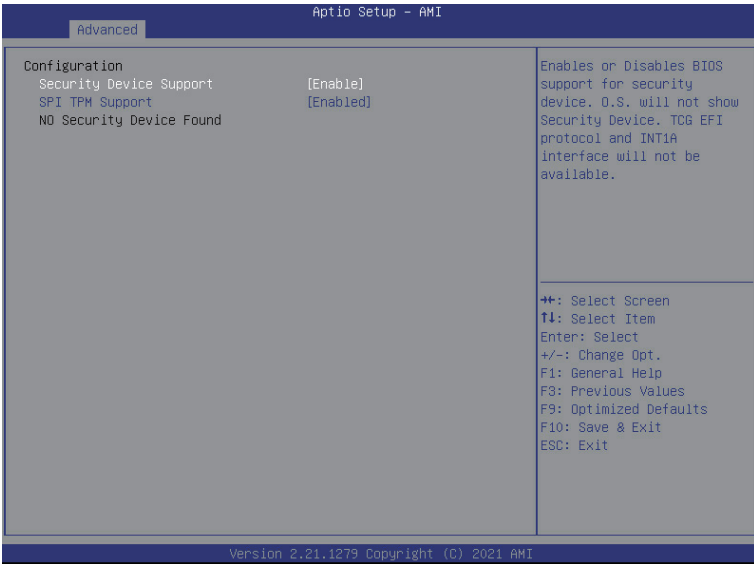 Aptio Setup – AMI
Advanced
Configuration
Security Device Support [Enable]
SPI TPM Support [Enabled]
NO Security Device Found
Enables or Disables BIOS
support for security
device. O.S. will not show
Security Device. TCG EFI
protocol and INT1A
interface will not be
available.
→←: Select Screen
↑↓: Select Item
Enter: Select
+/-: Change Opt.
F1: General Help
F3: Previous Values
F9: Optimized Defaults
F10: Save & Exit
ESC: Exit
Version 2.21.1279 Copyright (C) 2021 AMI